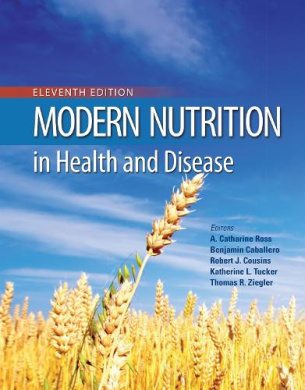 ELEVENTH EDITION
MODERN NUTRITION
in Health and Disease
Editors
A. Catharine Ross
Benjamin Caballero
Robert J. Cousins
Katherine L. Tucker
Thomas R. Ziegler